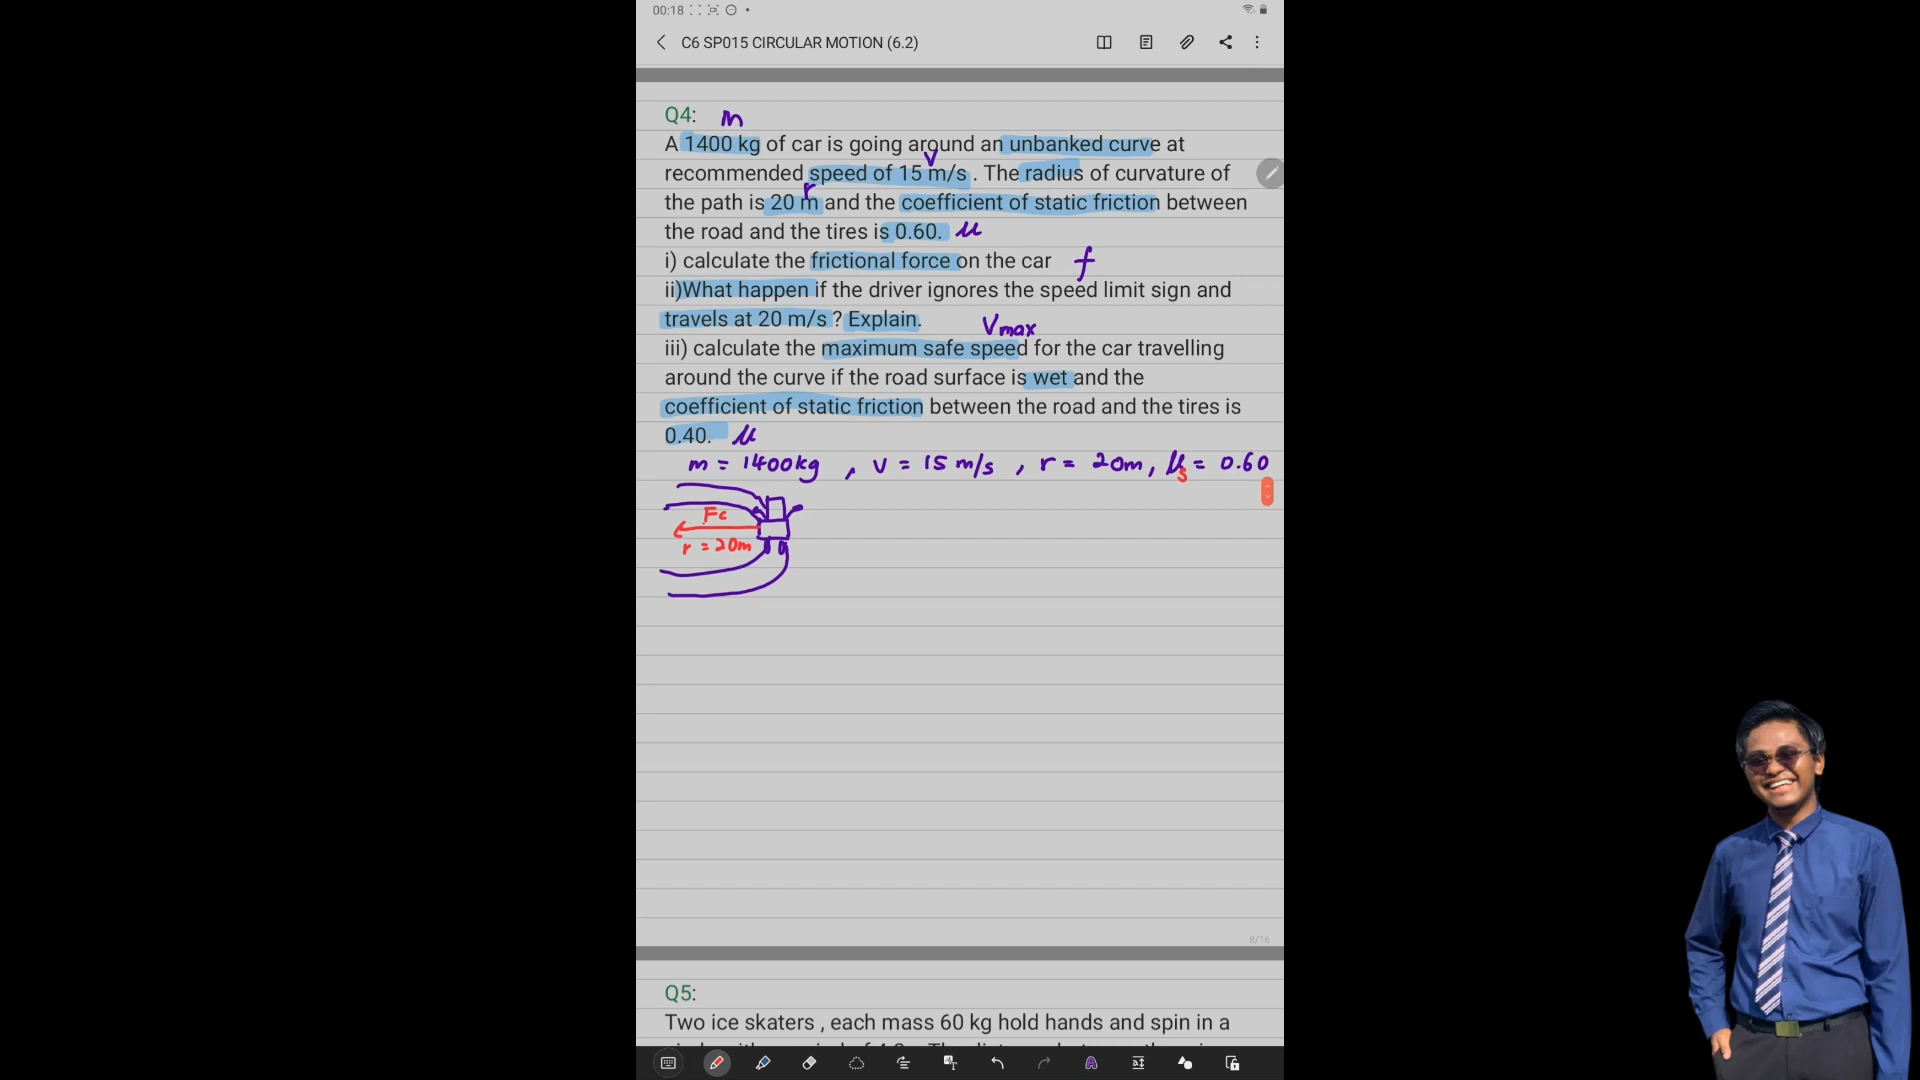 00:18
C6 SP015 CIRCULAR MOTION (6.2)
Q4: m
A 1400 kg of car is going around an unbanked curve at
v
recommended speed of 15 m/s . The radius of curvature of
r
the path is 20 m and the coefficient of static friction between
the road and the tires is 0.60. μ
i) calculate the frictional force on the car f
ii)What happen if the driver ignores the speed limit sign and
travels at 20 m/s ? Explain. Vmax
iii) calculate the maximum safe speed for the car travelling
around the curve if the road surface is wet and the
coefficient of static friction between the road and the tires is
0.40. μ
m = 1400kg , v = 15 m/s , r = 20m, μs = 0.60
Fc
r = 20m
8/16
Q5:
Two ice skaters , each mass 60 kg hold hands and spin in a